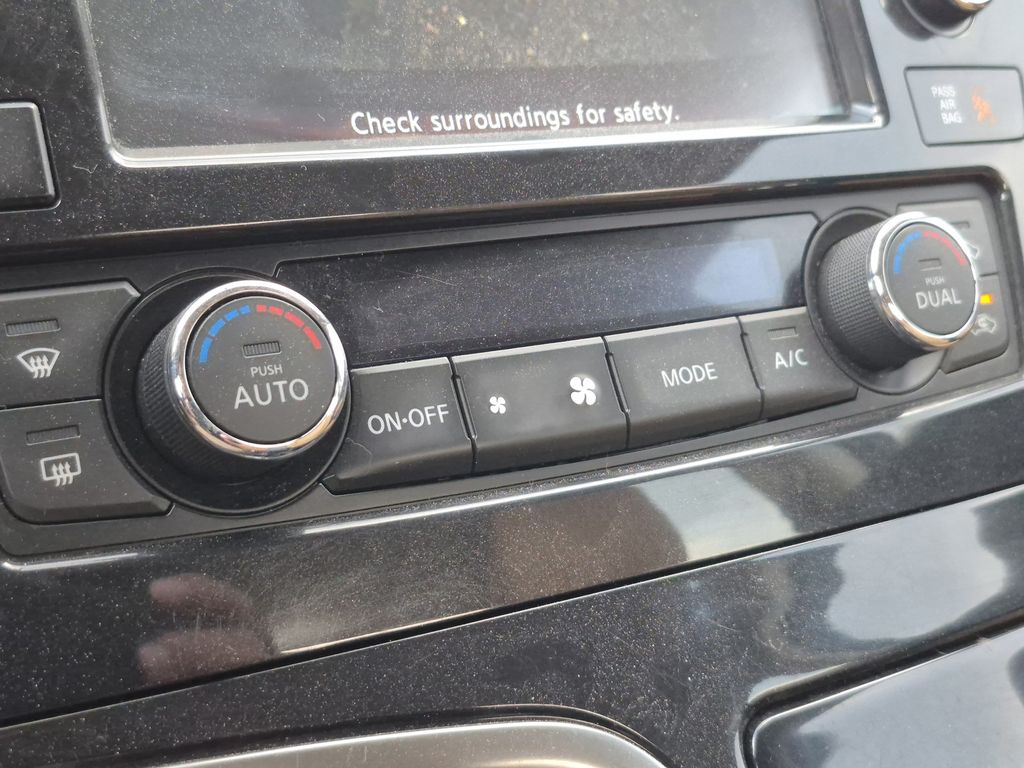 Check surroundings for safety.
PASS
AIR
BAG
PUSH
AUTO
ON•OFF
MODE
A/C
PUSH
DUAL